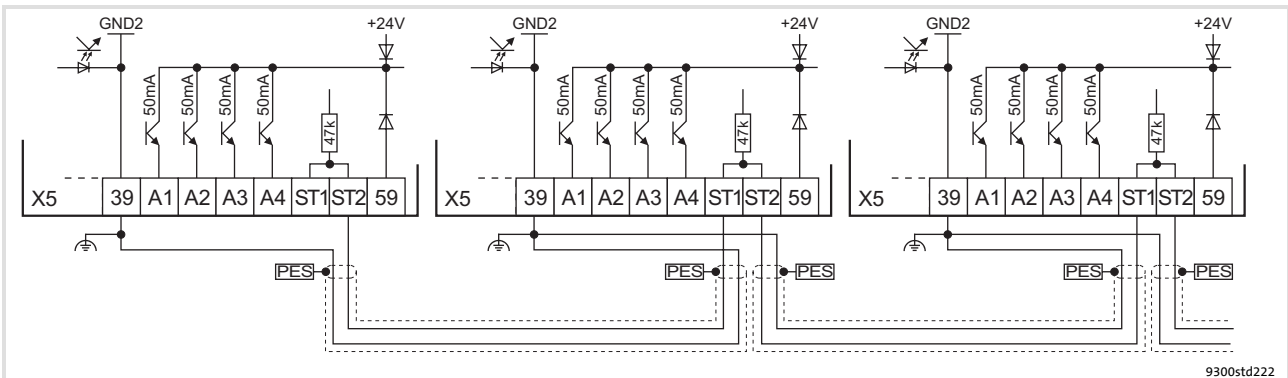 GND2 +24V GND2 +24V GND2 +24V
50mA 50mA 50mA 50mA 47k 50mA 50mA 50mA 50mA 47k 50mA 50mA 50mA 50mA 47k
X5 39 A1 A2 A3 A4 ST1 ST2 59 X5 39 A1 A2 A3 A4 ST1 ST2 59 X5 39 A1 A2 A3 A4 ST1 ST2 59
PES PES PES PES PES
9300std222